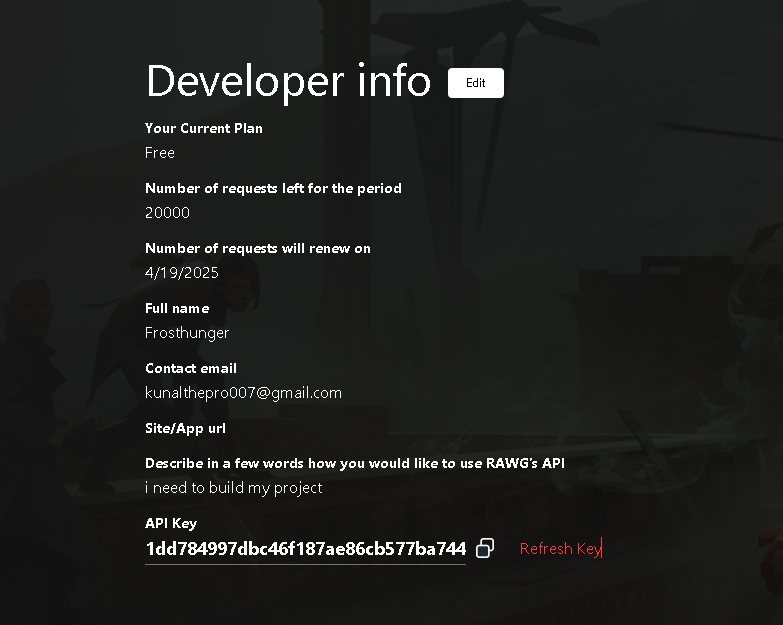 Developer info
Edit
Your Current Plan
Free
Number of requests left for the period
20000
Number of requests will renew on
4/19/2025
Full name
Frosthunger
Contact email
kunalthepro007@gmail.com
Site/App url
Describe in a few words how you would like to use RAWG's API
i need to build my project
API Key
1dd784997dbc46f187ae86cb577ba744
Refresh Key